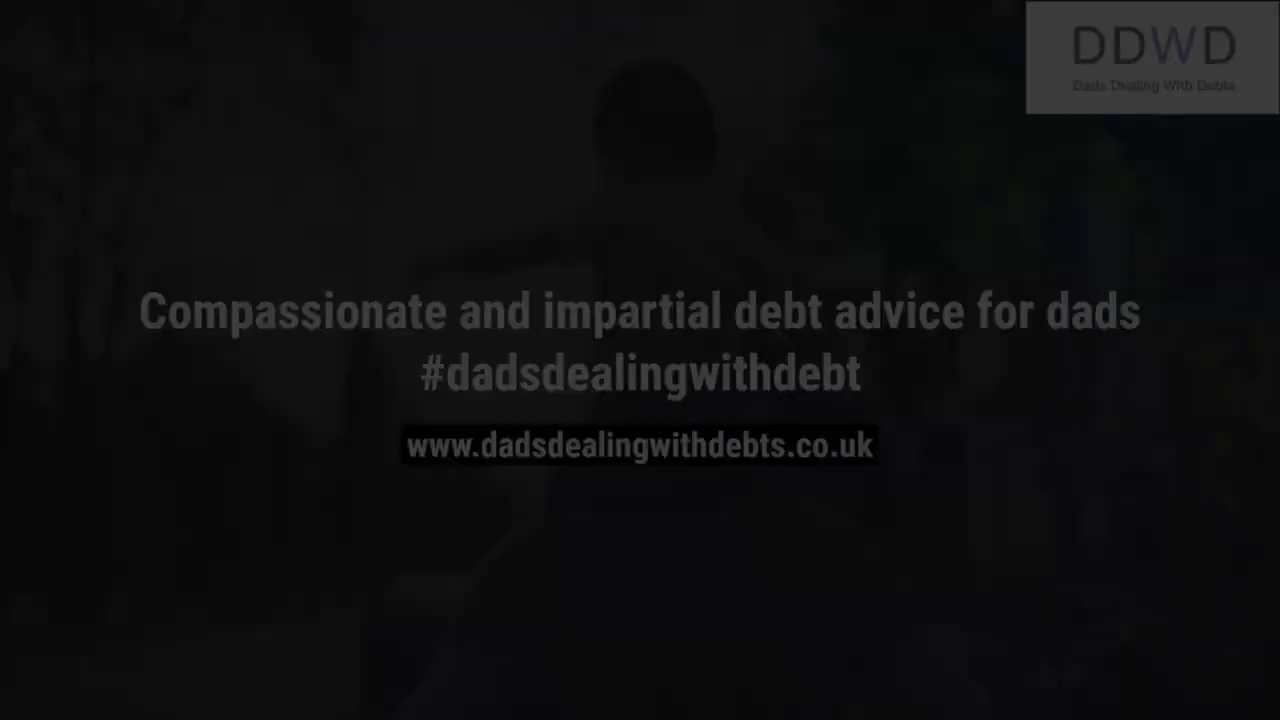 DDWD
Dads Dealing With Debts
Compassionate and impartial debt advice for dads
#dadsdealingwithdebt
www.dadsdealingwithdebts.co.uk